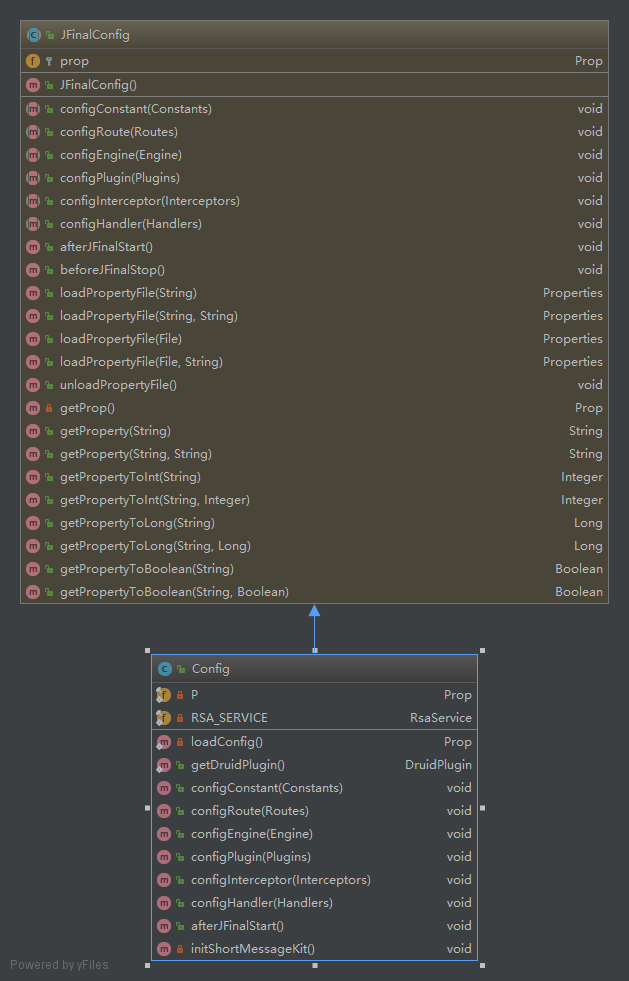 JFinalConfig
prop Prop
JFinalConfig()
configConstant(Constants) void
configRoute(Routes) void
configEngine(Engine) void
configPlugin(Plugins) void
configInterceptor(Interceptors) void
configHandler(Handlers) void
afterJFinalStart() void
beforeJFinalStop() void
loadPropertyFile(String) Properties
loadPropertyFile(String, String) Properties
loadPropertyFile(File) Properties
loadPropertyFile(File, String) Properties
unloadPropertyFile() void
getProp() Prop
getProperty(String) String
getProperty(String, String) String
getPropertyToInt(String) Integer
getPropertyToInt(String, Integer) Integer
getPropertyToLong(String) Long
getPropertyToLong(String, Long) Long
getPropertyToBoolean(String) Boolean
getPropertyToBoolean(String, Boolean) Boolean
Config
P Prop
RSA_SERVICE RsaService
loadConfig() Prop
getDruidPlugin() DruidPlugin
configConstant(Constants) void
configRoute(Routes) void
configEngine(Engine) void
configPlugin(Plugins) void
configInterceptor(Interceptors) void
configHandler(Handlers) void
afterJFinalStart() void
initShortMessageKit() void
Powered by yFiles